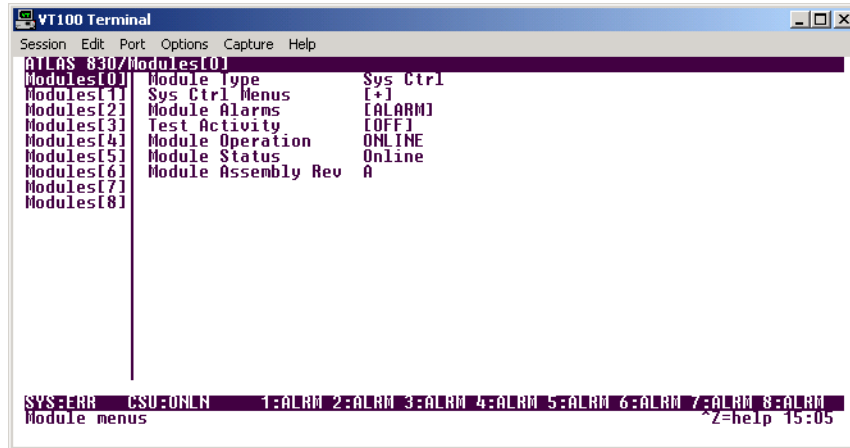 VT100 Terminal
Session Edit Port Options Capture Help
ATLAS 830/Modules[0]
Modules[0] Module Type Sys Ctrl
Modules[1] Sys Ctrl Menus [+]
Modules[2] Module Alarms [ALARM]
Modules[3] Test Activity [OFF]
Modules[4] Module Operation ONLINE
Modules[5] Module Status Online
Modules[6] Module Assembly Rev A
Modules[7]
Modules[8]
SYS:ERR CSU:ONLN 1:ALRM 2:ALRM 3:ALRM 4:ALRM 5:ALRM 6:ALRM 7:ALRM 8:ALRM
Module menus ^Z=help 15:05